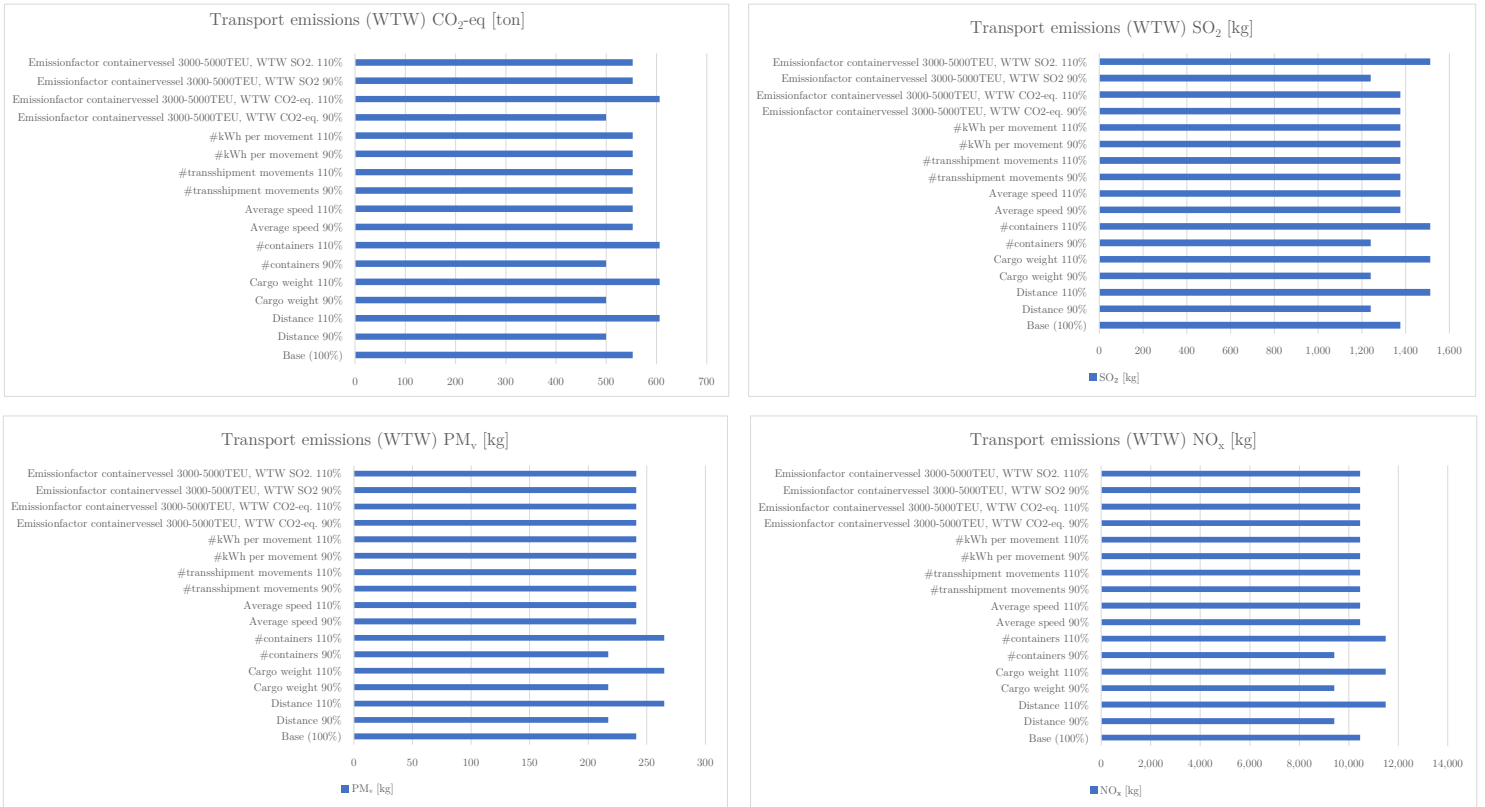 Transport emissions (WTW) CO₂-eq [ton]
Emissionfactor containervessel 3000-5000TEU, WTW SO2. 110%
Emissionfactor containervessel 3000-5000TEU, WTW SO2 90%
Emissionfactor containervessel 3000-5000TEU, WTW CO2-eq. 110%
Emissionfactor containervessel 3000-5000TEU, WTW CO2-eq. 90%
#kWh per movement 110%
#kWh per movement 90%
#transshipment movements 110%
#transshipment movements 90%
Average speed 110%
Average speed 90%
#containers 110%
#containers 90%
Cargo weight 110%
Cargo weight 90%
Distance 110%
Distance 90%
Base (100%)
0 100 200 300 400 500 600 700
Transport emissions (WTW) SO₂ [kg]
Emissionfactor containervessel 3000-5000TEU, WTW SO2. 110%
Emissionfactor containervessel 3000-5000TEU, WTW SO2 90%
Emissionfactor containervessel 3000-5000TEU, WTW CO2-eq. 110%
Emissionfactor containervessel 3000-5000TEU, WTW CO2-eq. 90%
#kWh per movement 110%
#kWh per movement 90%
#transshipment movements 110%
#transshipment movements 90%
Average speed 110%
Average speed 90%
#containers 110%
#containers 90%
Cargo weight 110%
Cargo weight 90%
Distance 110%
Distance 90%
Base (100%)
0 200 400 600 800 1,000 1,200 1,400 1,600
SO₂ [kg]
Transport emissions (WTW) PMᵥ [kg]
Emissionfactor containervessel 3000-5000TEU, WTW SO2. 110%
Emissionfactor containervessel 3000-5000TEU, WTW SO2 90%
Emissionfactor containervessel 3000-5000TEU, WTW CO2-eq. 110%
Emissionfactor containervessel 3000-5000TEU, WTW CO2-eq. 90%
#kWh per movement 110%
#kWh per movement 90%
#transshipment movements 110%
#transshipment movements 90%
Average speed 110%
Average speed 90%
#containers 110%
#containers 90%
Cargo weight 110%
Cargo weight 90%
Distance 110%
Distance 90%
Base (100%)
0 50 100 150 200 250 300
PMᵥ [kg]
Transport emissions (WTW) NOₓ [kg]
Emissionfactor containervessel 3000-5000TEU, WTW SO2. 110%
Emissionfactor containervessel 3000-5000TEU, WTW SO2 90%
Emissionfactor containervessel 3000-5000TEU, WTW CO2-eq. 110%
Emissionfactor containervessel 3000-5000TEU, WTW CO2-eq. 90%
#kWh per movement 110%
#kWh per movement 90%
#transshipment movements 110%
#transshipment movements 90%
Average speed 110%
Average speed 90%
#containers 110%
#containers 90%
Cargo weight 110%
Cargo weight 90%
Distance 110%
Distance 90%
Base (100%)
0 2,000 4,000 6,000 8,000 10,000 12,000 14,000
NOₓ [kg]